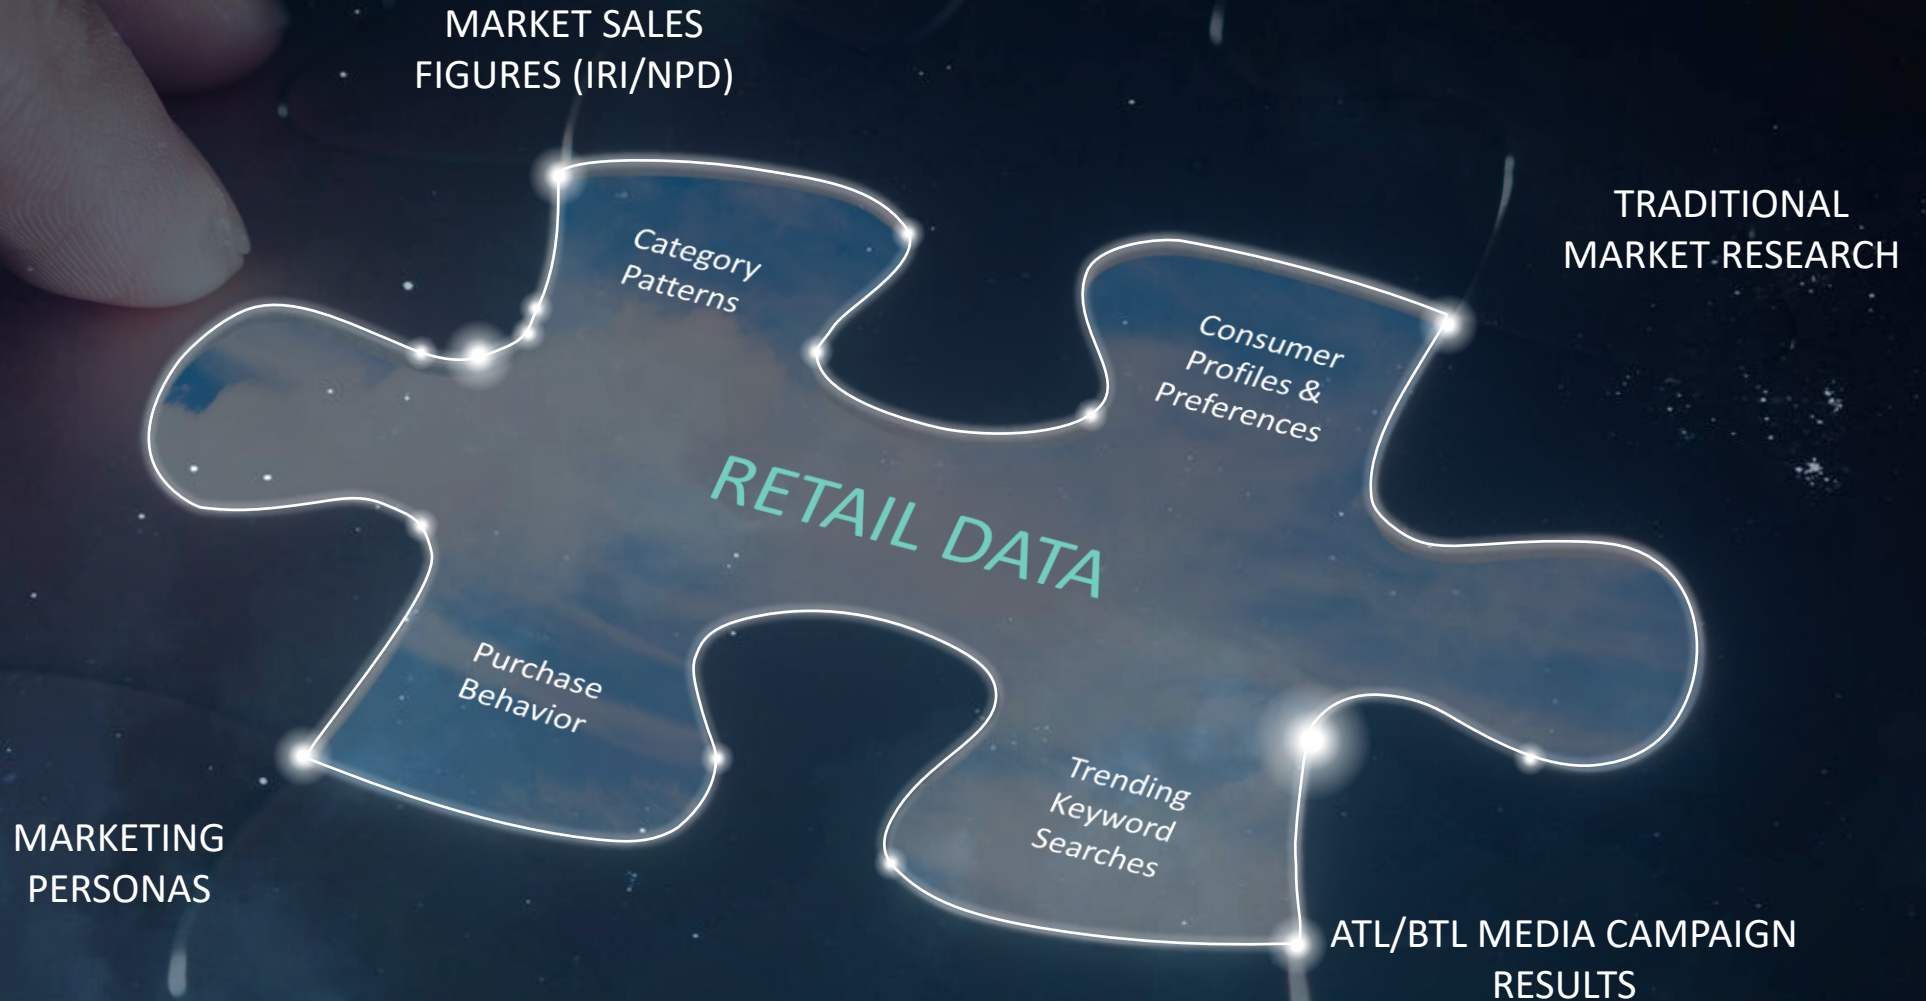 MARKET SALES
FIGURES (IRI/NPD)
TRADITIONAL
MARKET RESEARCH
Category
Patterns
Consumer
Profiles &
Preferences
RETAIL DATA
Purchase
Behavior
Trending
Keyword
Searches
MARKETING
PERSONAS
ATL/BTL MEDIA CAMPAIGN
RESULTS